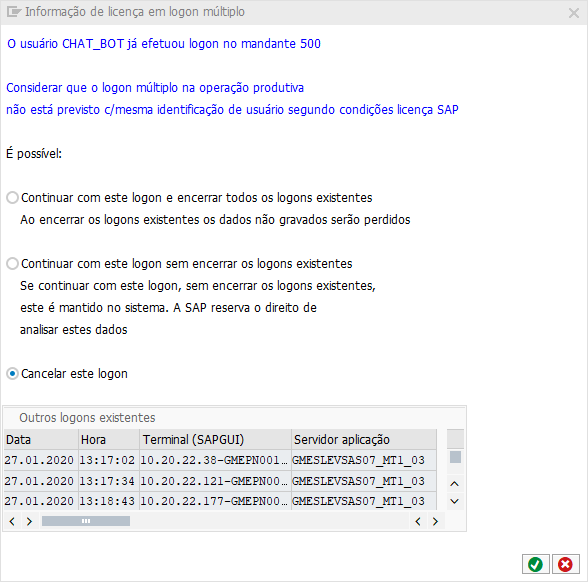 Informação de licença em logon múltiplo
O usuário CHAT_BOT já efetuou logon no mandante 500
Considerar que o logon múltiplo na operação produtiva
não está previsto c/mesma identificação de usuário segundo condições licença SAP
É possível:
Continuar com este logon e encerrar todos os logons existentes
Ao encerrar os logons existentes os dados não gravados serão perdidos
Continuar com este logon sem encerrar os logons existentes
Se continuar com este logon, sem encerrar os logons existentes,
este é mantido no sistema. A SAP reserva o direito de
analisar estes dados
Cancelar este logon
Outros logons existentes
Data Hora Terminal (SAPGUI) Servidor aplicação
27.01.2020 13:17:02 10.20.22.38-GMEPN001... GMESLEVSAS07_MT1_03
27.01.2020 13:17:34 10.20.22.121-GMEPN00... GMESLEVSAS07_MT1_03
27.01.2020 13:18:43 10.20.22.177-GMEPN00... GMESLEVSAS07_MT1_03